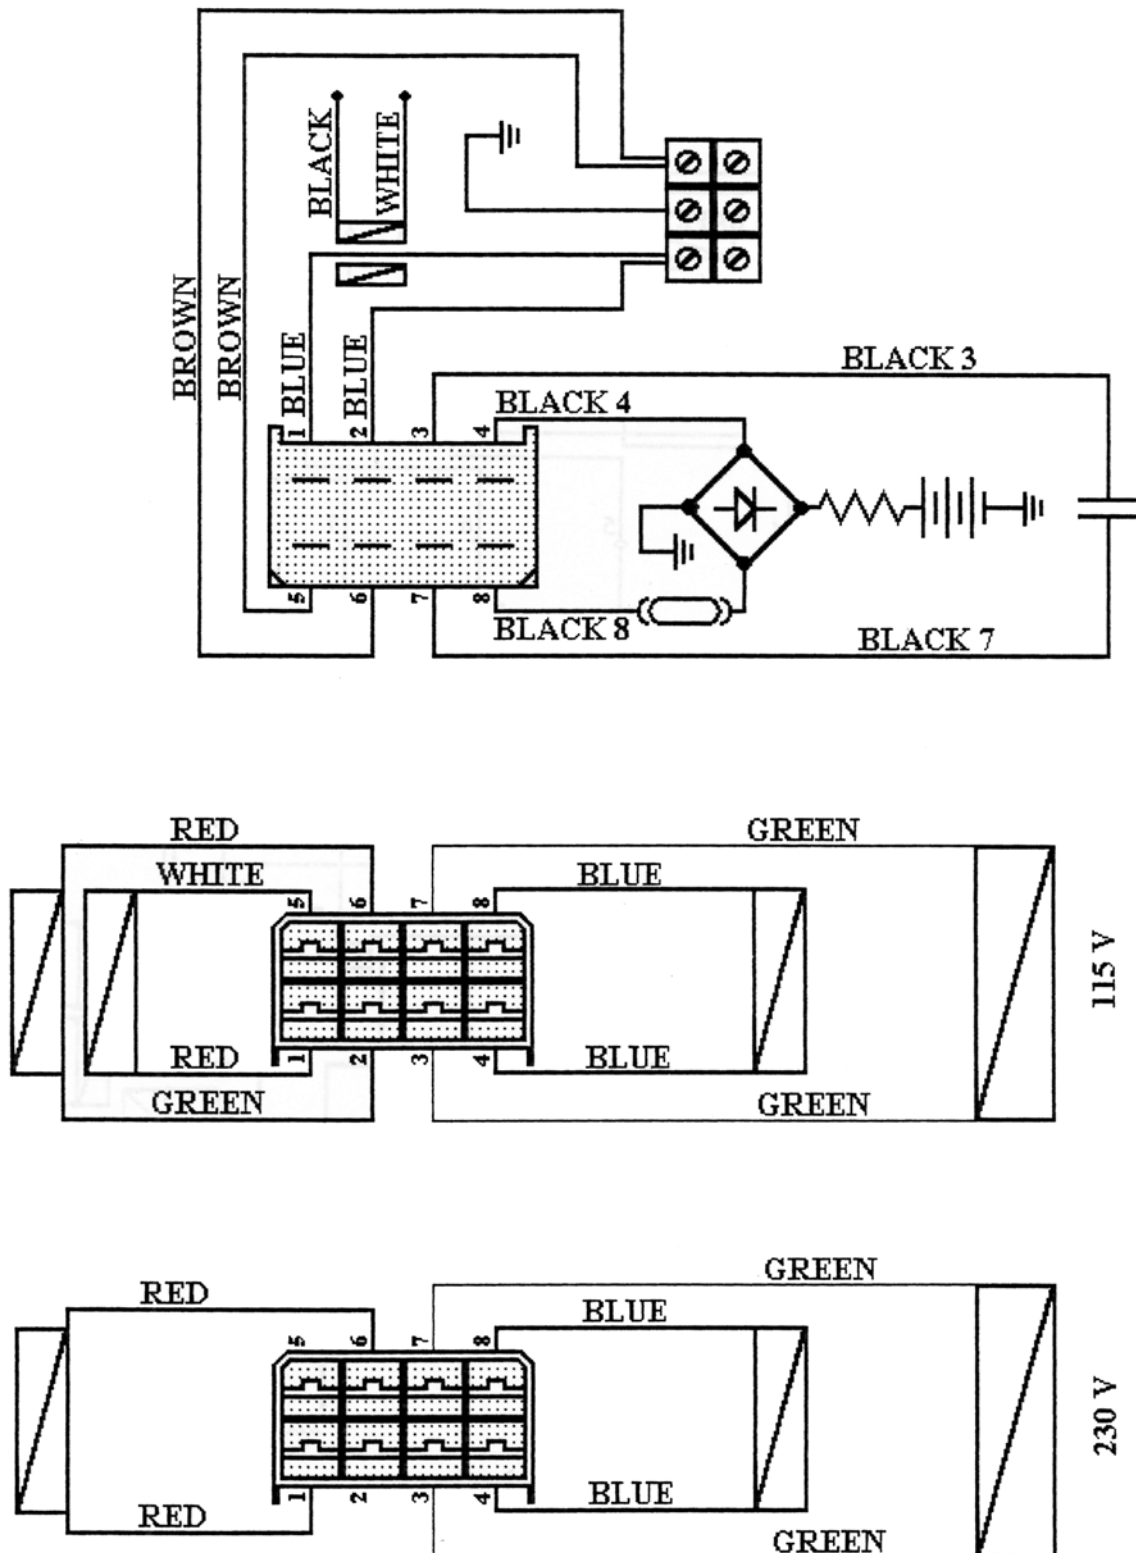 BLACK
WHITE
BROWN
BROWN
BLUE
BLUE
BLACK 3
BLACK 4
1 2 3 4
5 6 7 8
BLACK 8
BLACK 7
RED
GREEN
WHITE
BLUE
5 6 7 8
1 2 3 4
RED
BLUE
GREEN
GREEN
115 V
GREEN
RED
BLUE
5 6 7 8
1 2 3 4
BLUE
RED
GREEN
230 V